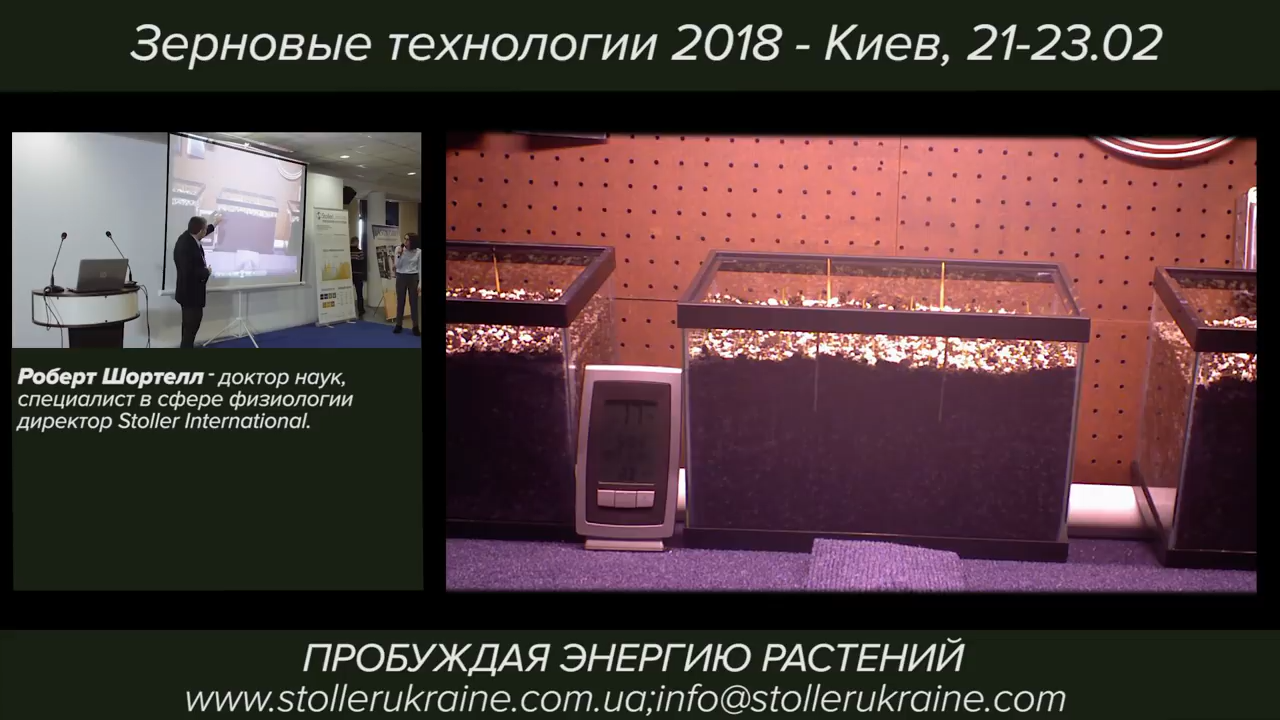 Зерновые технологии 2018 - Киев, 21-23.02
Роберт Шортелл - доктор наук,
специалист в сфере физиологии
директор Stoller International.
ПРОБУЖДАЯ ЭНЕРГИЮ РАСТЕНИЙ
www.stollerukraine.com.ua;info@stollerukraine.com